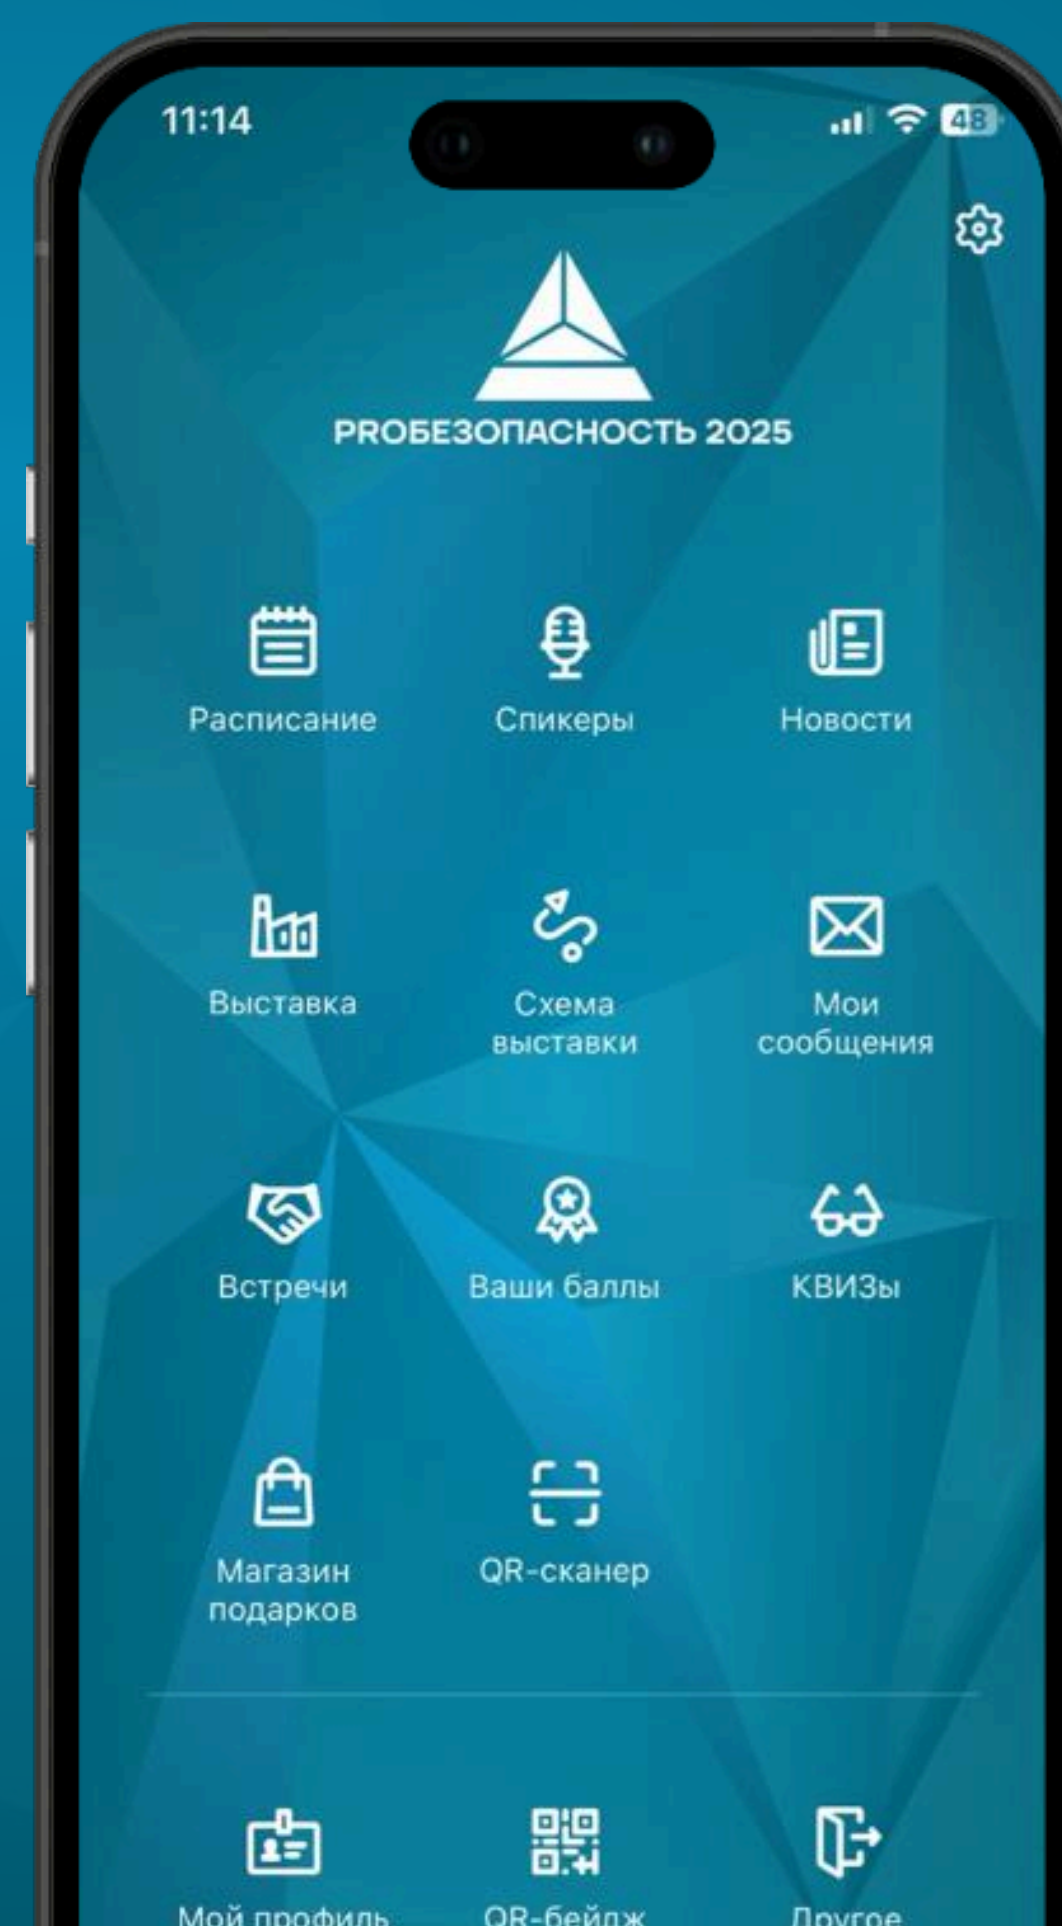 11:14
48
PROБЕЗОПАСНОСТЬ 2025
Расписание
Спикеры
Новости
Выставка
Схема
выставки
Мои
сообщения
Встречи
Ваши баллы
КВИЗы
Магазин
подарков
QR-сканер
Мой профиль
QR-бейдж
Другое